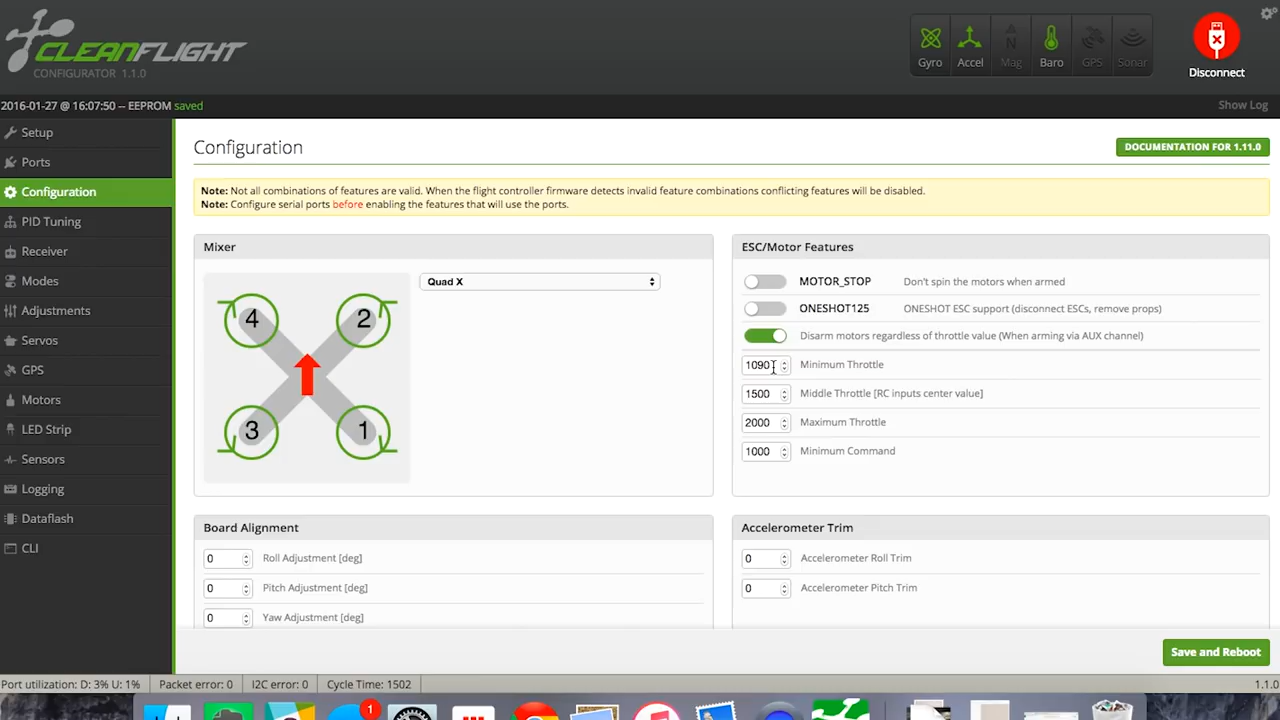 CLEANFLIGHT
CONFIGURATOR 1.1.0
Gyro
Accel
Mag
Baro
GPS
Sonar
Disconnect
2016-01-27 @ 16:07:50 -- EEPROM saved
Show Log
Setup
Ports
Configuration
PID Tuning
Receiver
Modes
Adjustments
Servos
GPS
Motors
LED Strip
Sensors
Logging
Dataflash
CLI
Configuration
DOCUMENTATION FOR 1.11.0
Note: Not all combinations of features are valid. When the flight controller firmware detects invalid feature combinations conflicting features will be disabled.
Note: Configure serial ports before enabling the features that will use the ports.
Mixer
4 2
3 1
Quad X
ESC/Motor Features
MOTOR_STOP Don't spin the motors when armed
ONESHOT125 ONESHOT ESC support (disconnect ESCs, remove props)
Disarm motors regardless of throttle value (When arming via AUX channel)
1090 Minimum Throttle
1500 Middle Throttle [RC inputs center value]
2000 Maximum Throttle
1000 Minimum Command
Board Alignment
0 Roll Adjustment [deg]
0 Pitch Adjustment [deg]
0 Yaw Adjustment [deg]
Accelerometer Trim
0 Accelerometer Roll Trim
0 Accelerometer Pitch Trim
Save and Reboot
Port utilization: D: 3% U: 1%
Packet error: 0
I2C error: 0
Cycle Time: 1502
1.1.0
1